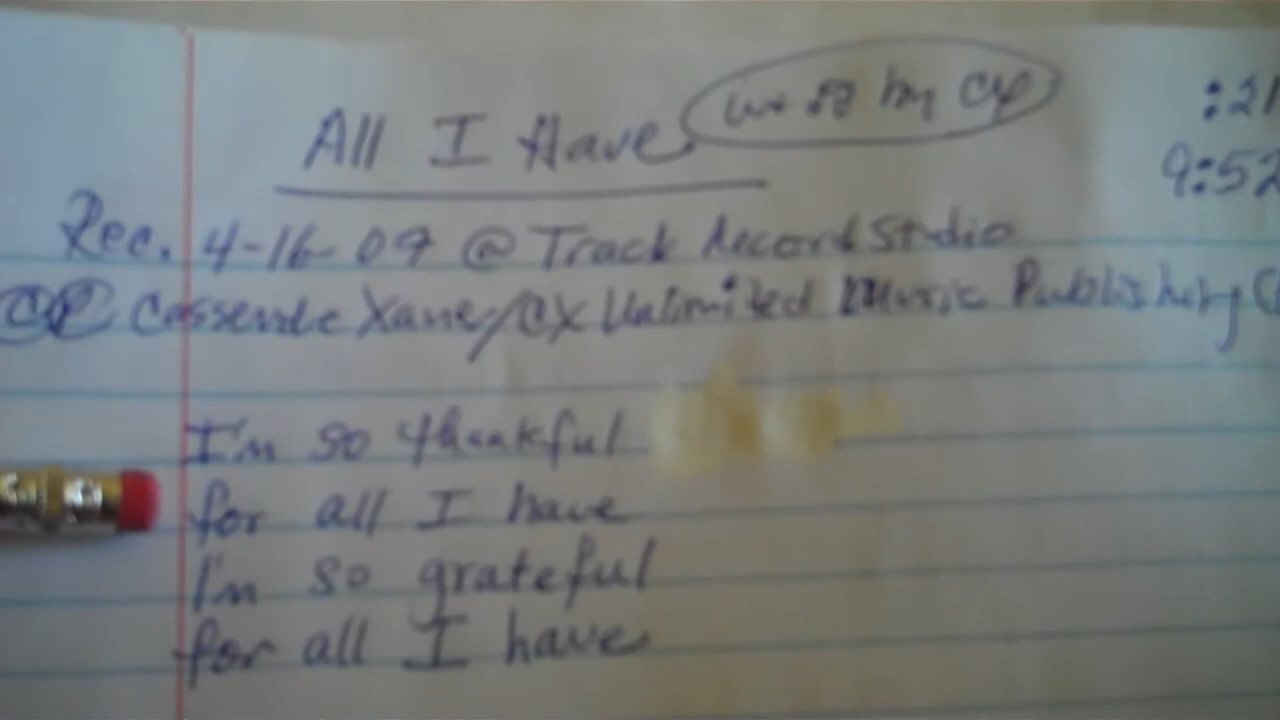 All I Have
:21
9:52
Rec. 4-16-09 @ Track Record Studio
Xane/CX Unlimited Music Publishing
I'm so thankful
for all I have
I'm so grateful
for all I have